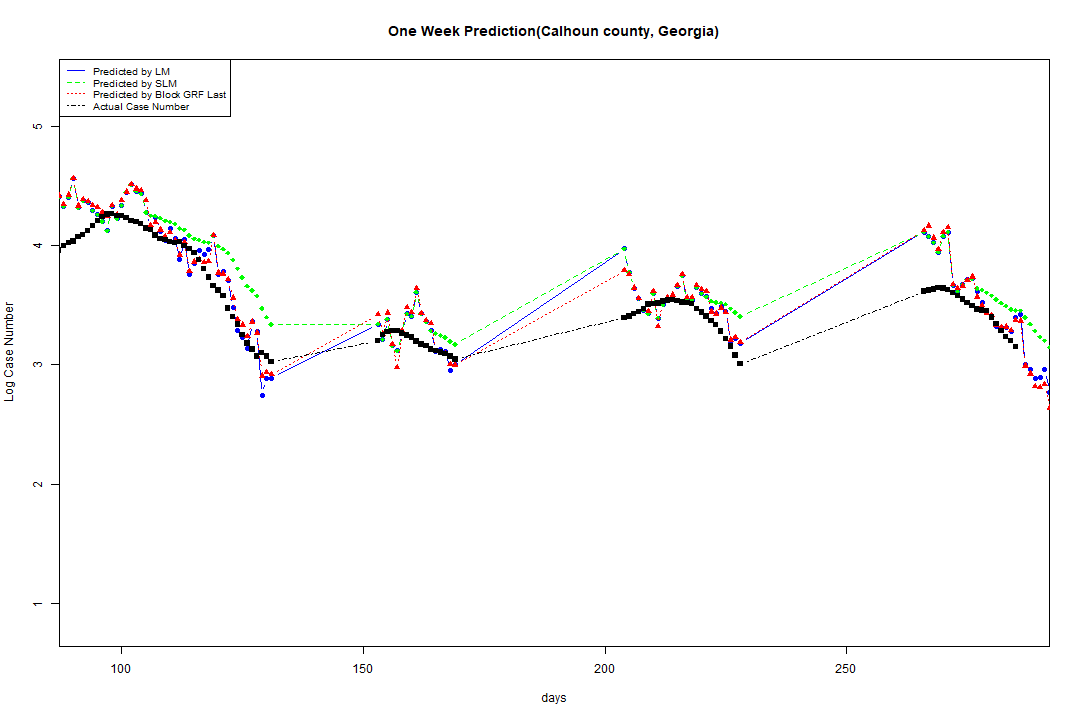 One Week Prediction(Calhoun county, Georgia)
Predicted by LM
Predicted by SLM
Predicted by Block GRF Last
Actual Case Number
Log Case Number
5
4
3
2
1
100
150
200
250
days